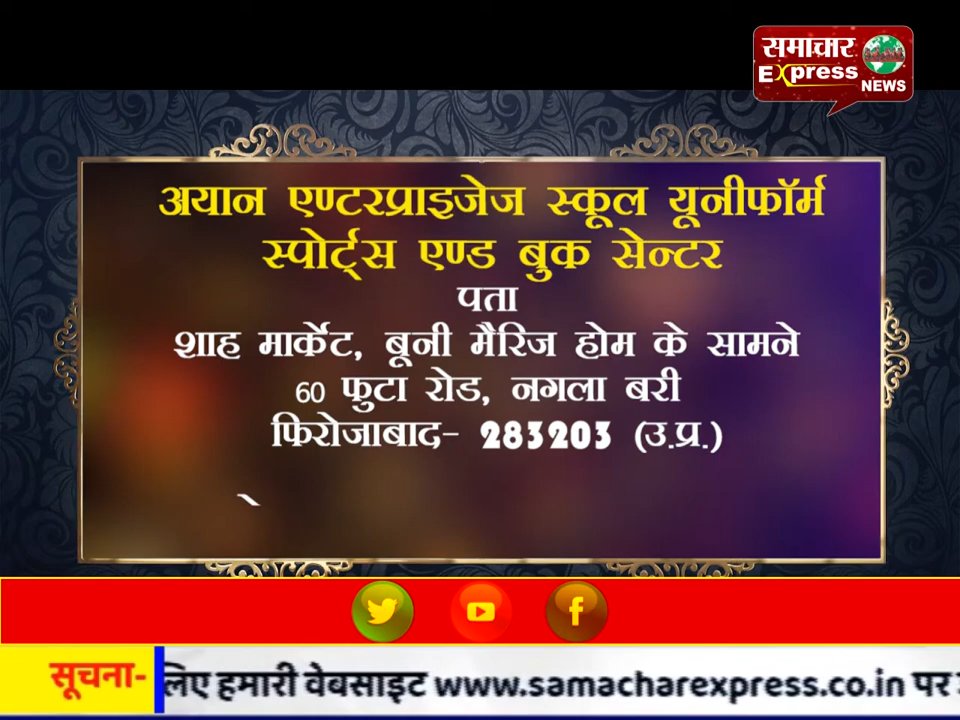 समाचार
Express
NEWS
अयान एण्टरप्राइजेज स्कूल यूनीफॉर्म
स्पोर्ट्स एण्ड बुक सेन्टर
पता
शाह मार्केट, बूनी मैरिज होम के सामने
60 फुटा रोड, नगला बरी
फिरोजाबाद- 283203 (उ.प्र.)
सूचना- लिए हमारी वेबसाइट www.samacharexpress.co.in पर